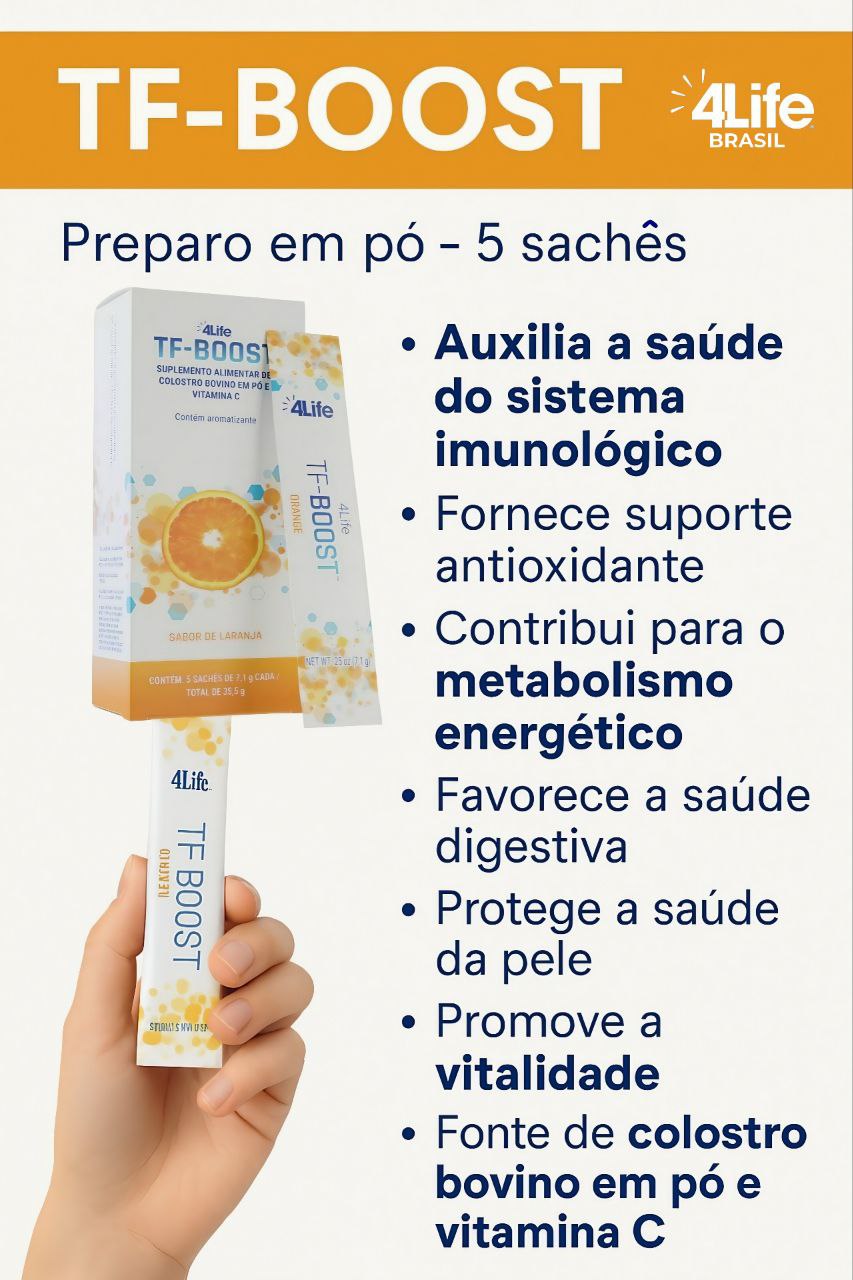 TF-BOOST
4Life
BRASIL
Preparo em pó – 5 sachês
4Life
TF-BOOST
SUPLEMENTO ALIMENTAR DE
COLOSTRO BOVINO EM PÓ E
VITAMINA C
Contém aromatizante
SABOR DE LARANJA
CONTÉM: 5 SACHÊS DE 7,1 g CADA /
TOTAL DE 35,5 g
4Life
4Life
TF-BOOST
ORANGE
NET WT .25 oz (7.1 g)
4Life
TF BOOST
• Auxilia a saúde
do sistema
imunológico
• Fornece suporte
antioxidante
• Contribui para o
metabolismo
energético
• Favorece a saúde
digestiva
• Protege a saúde
da pele
• Promove a
vitalidade
• Fonte de colostro
bovino em pó e
vitamina C